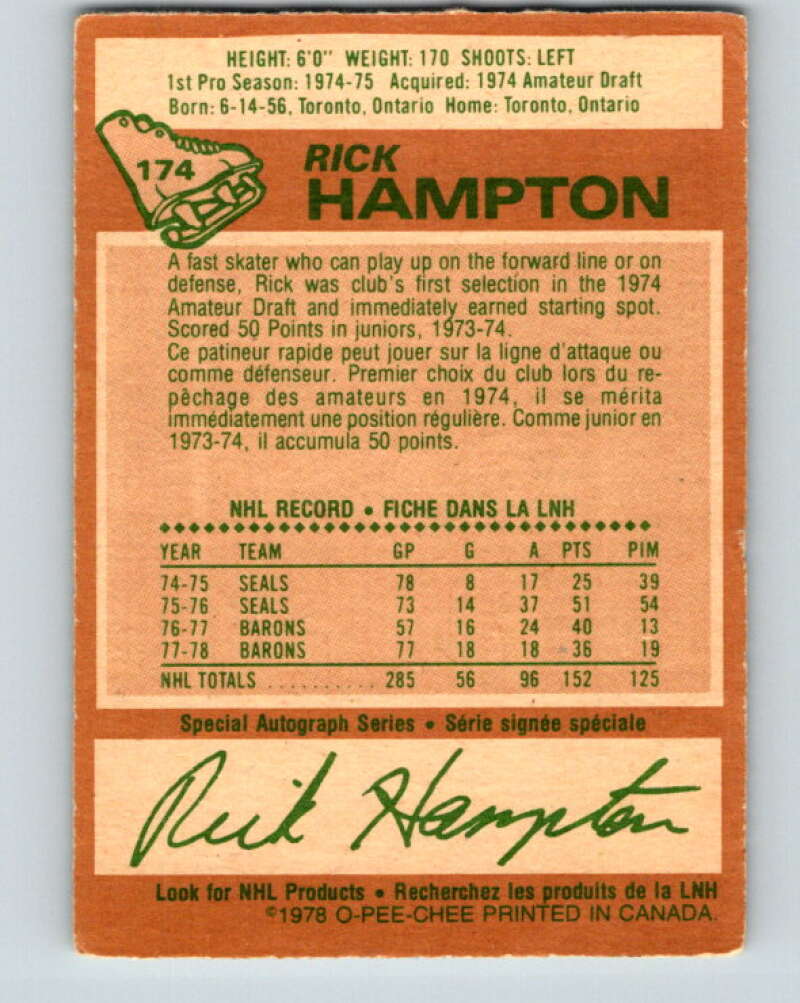 HEIGHT: 6'0" WEIGHT: 170 SHOOTS: LEFT
1st Pro Season: 1974-75 Acquired: 1974 Amateur Draft
Born: 6-14-56, Toronto, Ontario Home: Toronto, Ontario
174
RICK
HAMPTON
A fast skater who can play up on the forward line or on
defense, Rick was club's first selection in the 1974
Amateur Draft and immediately earned starting spot.
Scored 50 Points in juniors, 1973-74.
Ce patineur rapide peut jouer sur la ligne d'attaque ou
comme défenseur. Premier choix du club lors du re-
pêchage des amateurs en 1974, il se mérita
immédiatement une position régulière. Comme junior en
1973-74, il accumula 50 points.
NHL RECORD • FICHE DANS LA LNH
YEAR TEAM GP G A PTS PIM
74-75 SEALS 78 8 17 25 39
75-76 SEALS 73 14 37 51 54
76-77 BARONS 57 16 24 40 13
77-78 BARONS 77 18 18 36 19
NHL TOTALS .......... 285 56 96 152 125
Special Autograph Series • Série signée spéciale
Rick Hampton
Look for NHL Products • Recherchez les produits de la LNH
©1978 O-PEE-CHEE PRINTED IN CANADA.